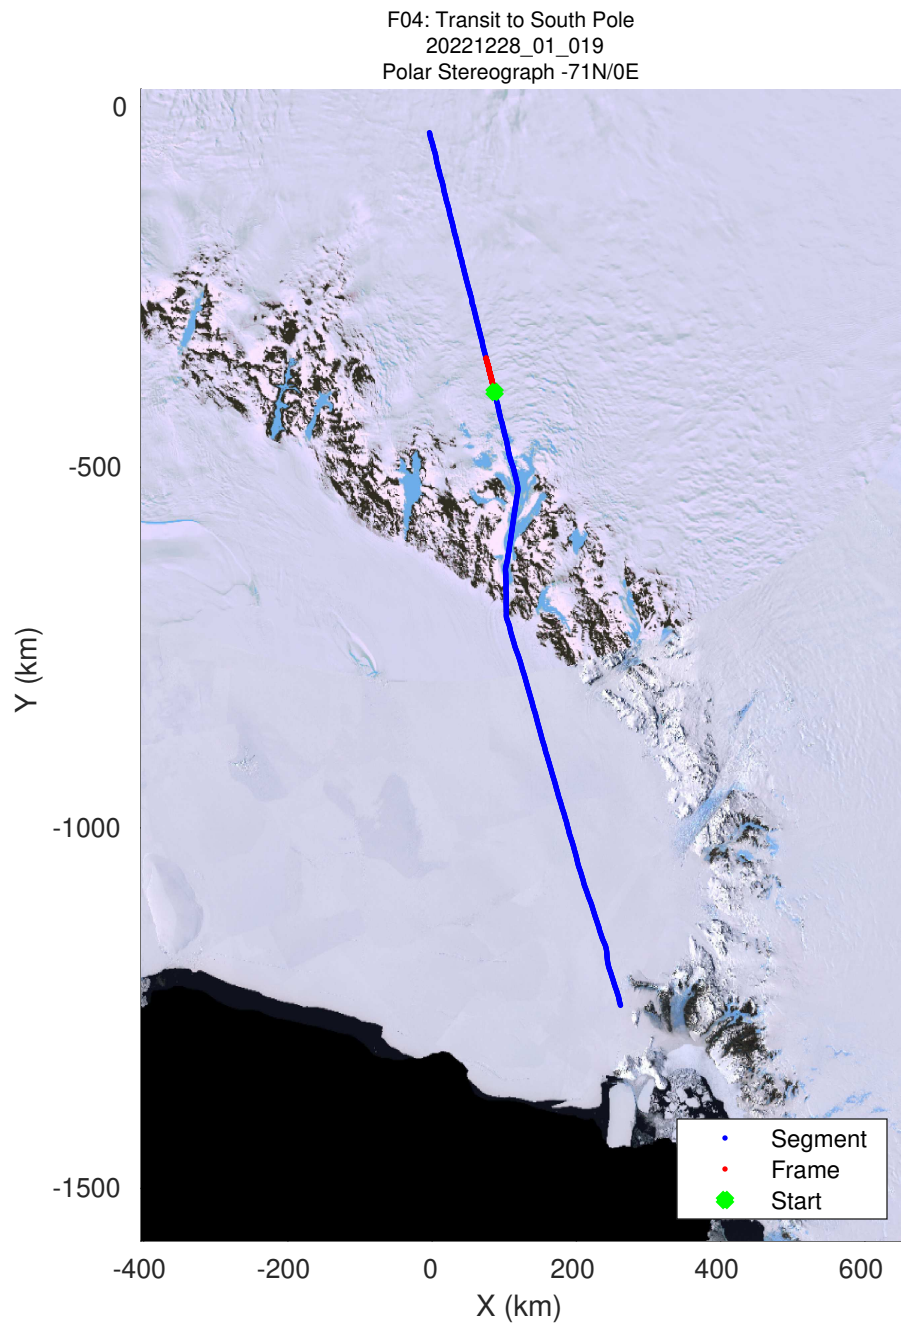 F04: Transit to South Pole
20221228_01_019
Polar Stereograph -71N/0E
0
-500
-1000
-1500
Y (km)
-400
-200
0
200
400
600
X (km)
Segment
Frame
Start